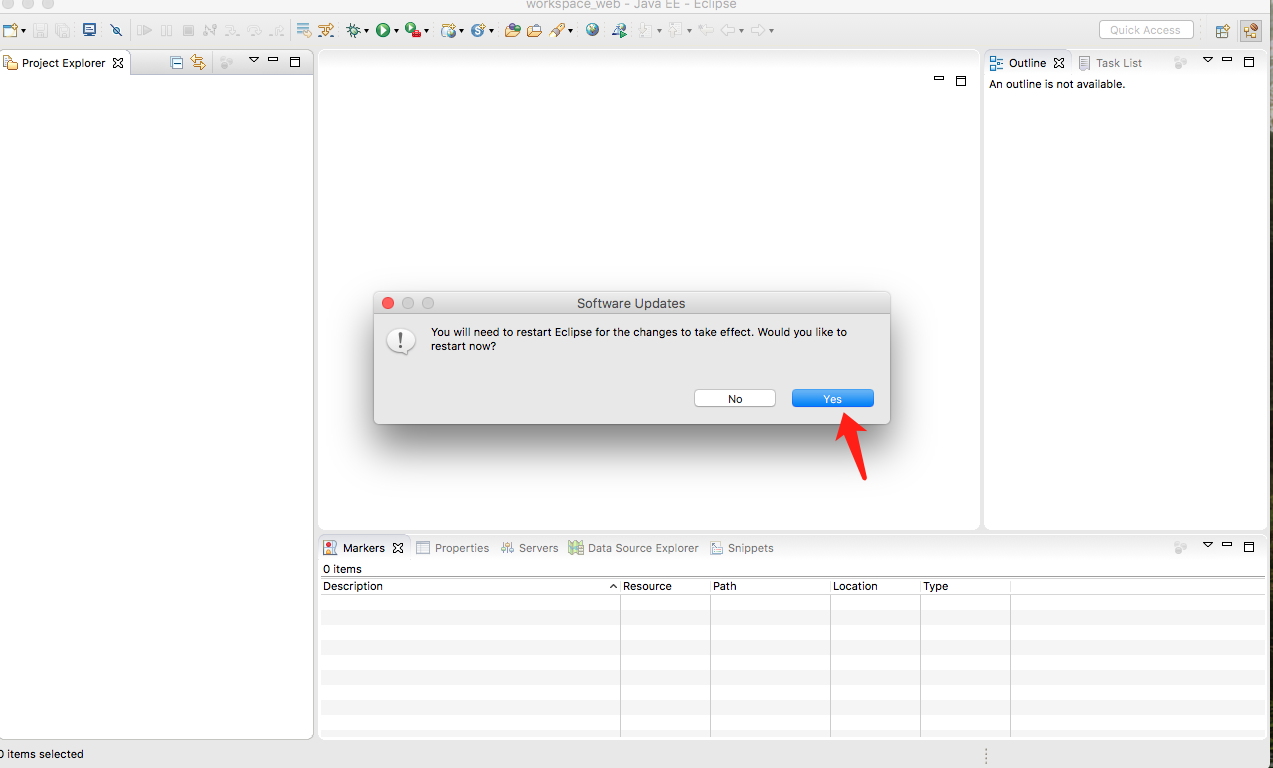 workspace_web - Java EE - Eclipse
Quick Access
Project Explorer
Outline
Task List
An outline is not available.
Software Updates
You will need to restart Eclipse for the changes to take effect. Would you like to
restart now?
No
Yes
Markers
Properties
Servers
Data Source Explorer
Snippets
0 items
Description
Resource
Path
Location
Type
0 items selected